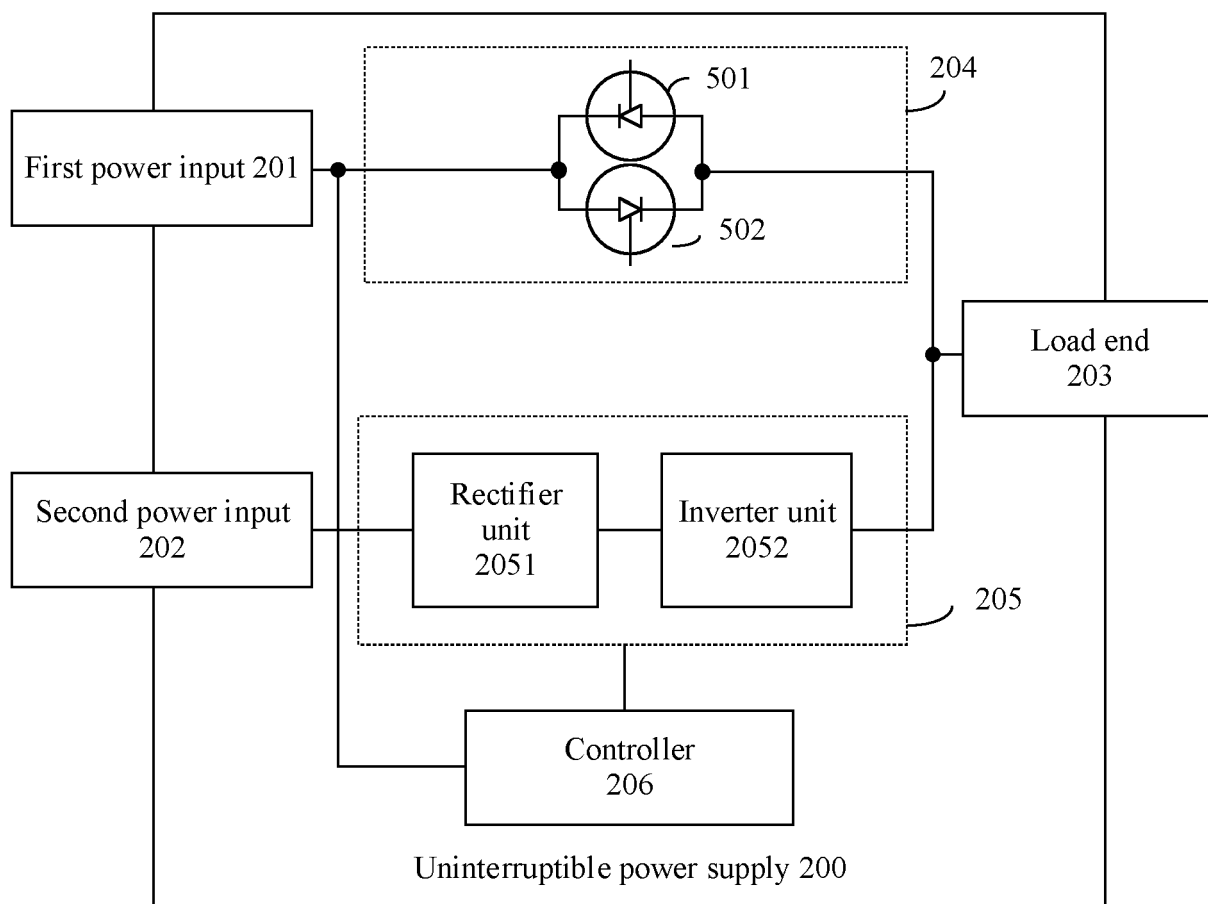 501
204
First power input 201
502
Load end
203
Second power input
202
Rectifier
unit
2051
Inverter unit
2052
205
Controller
206
Uninterruptible power supply 200